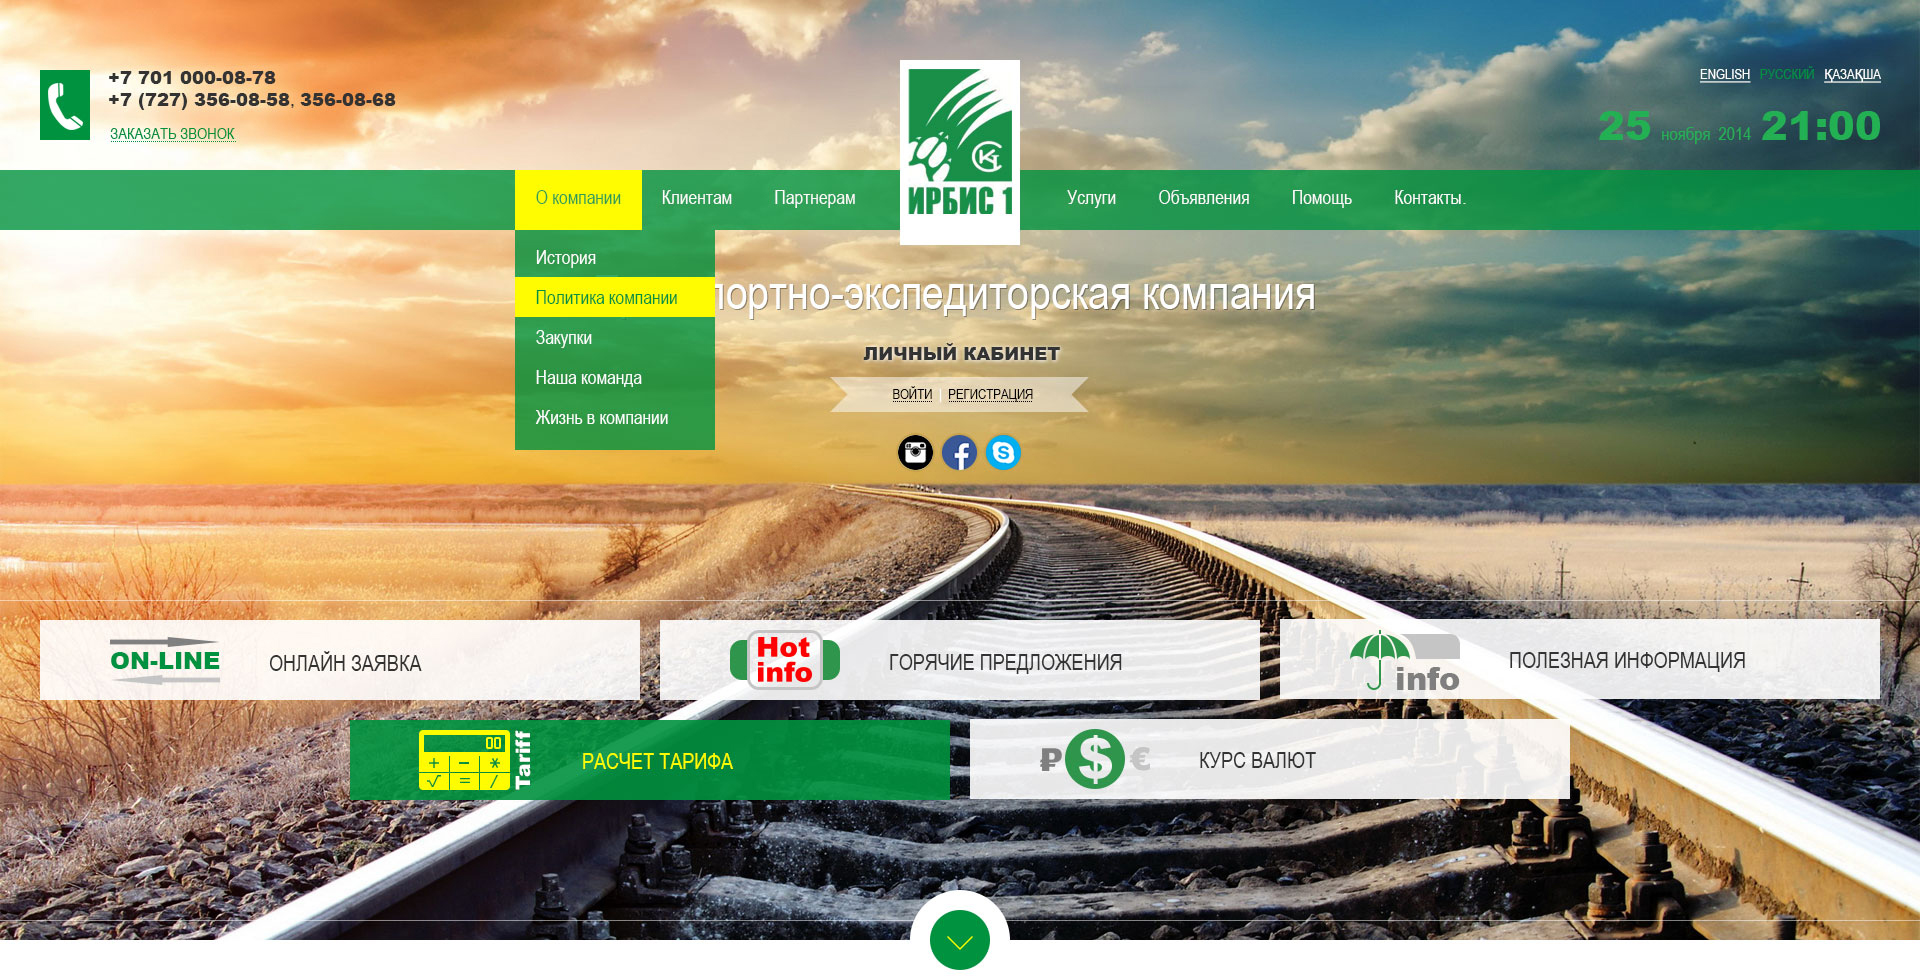 +7 701 000-08-78
+7 (727) 356-08-58, 356-08-68
ЗАКАЗАТЬ ЗВОНОК
ENGLISH РУССКИЙ ҚАЗАҚША
25 ноября 2014 21:00
ИРБИС 1
О компании Клиентам Партнерам Услуги Объявления Помощь Контакты.
История
Политика компании
Закупки
Наша команда
Жизнь в компании
портно-экспедиторская компания
ЛИЧНЫЙ КАБИНЕТ
ВОЙТИ | РЕГИСТРАЦИЯ
ON-LINE
ОНЛАЙН ЗАЯВКА
Hot
info
ГОРЯЧИЕ ПРЕДЛОЖЕНИЯ
info
ПОЛЕЗНАЯ ИНФОРМАЦИЯ
00
+ − *
√ = /
Tariff
РАСЧЕТ ТАРИФА
₽ $ €
КУРС ВАЛЮТ